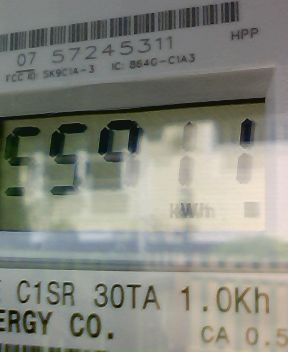 HPP
07 57245311
FCC ID: SK9C1A-3 IC: 864G-C1A3
55911
kWh
C1SR 30TA 1.0Kh
ERGY CO.
CA 0.5